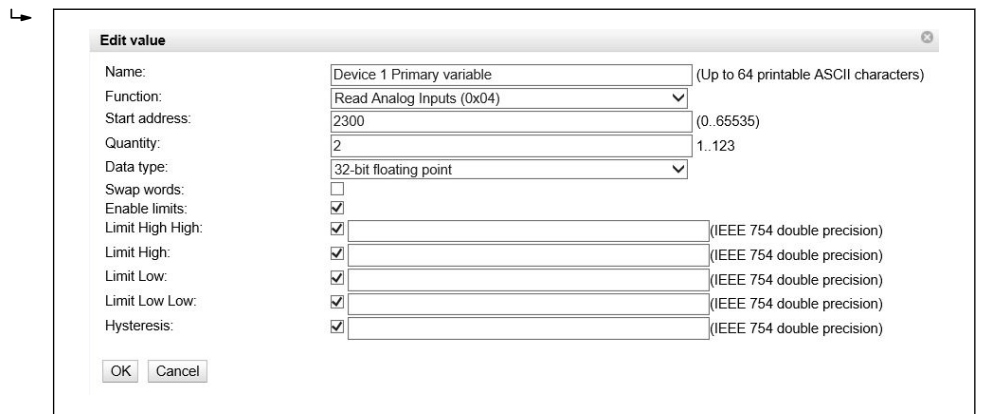 Edit value
Name: Device 1 Primary variable (Up to 64 printable ASCII characters)
Function: Read Analog Inputs (0x04)
Start address: 2300 (0..65535)
Quantity: 2 1..123
Data type: 32-bit floating point
Swap words:
Enable limits:
Limit High High: (IEEE 754 double precision)
Limit High: (IEEE 754 double precision)
Limit Low: (IEEE 754 double precision)
Limit Low Low: (IEEE 754 double precision)
Hysteresis: (IEEE 754 double precision)
OK Cancel